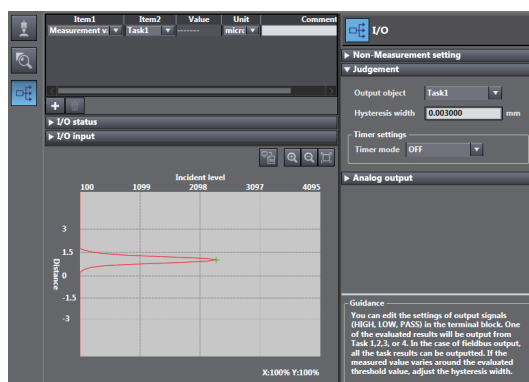 Item1 Item2 Value Unit Comment
Measurement v. Task1 ------- micro
▶ I/O status
▶ I/O input
Incident level
100 1099 2098 3097 4095
3
1.5
0
-1.5
-3
Distance
X:100% Y:100%
I/O
▶ Non-Measurement setting
▼ Judgement
Output object Task1
Hysteresis width 0.003000 mm
Timer settings
Timer mode OFF
▶ Analog output
Guidance
You can edit the settings of output signals
(HIGH, LOW, PASS) in the terminal block. One
of the evaluated results will be output from
Task 1,2,3, or 4. In the case of fieldbus output,
all the task results can be outputted. If the
measured value varies around the evaluated
threshold value, adjust the hysteresis width.